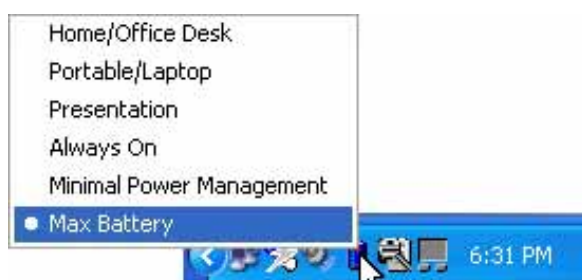 Home/Office Desk
Portable/Laptop
Presentation
Always On
Minimal Power Management
Max Battery
6:31 PM